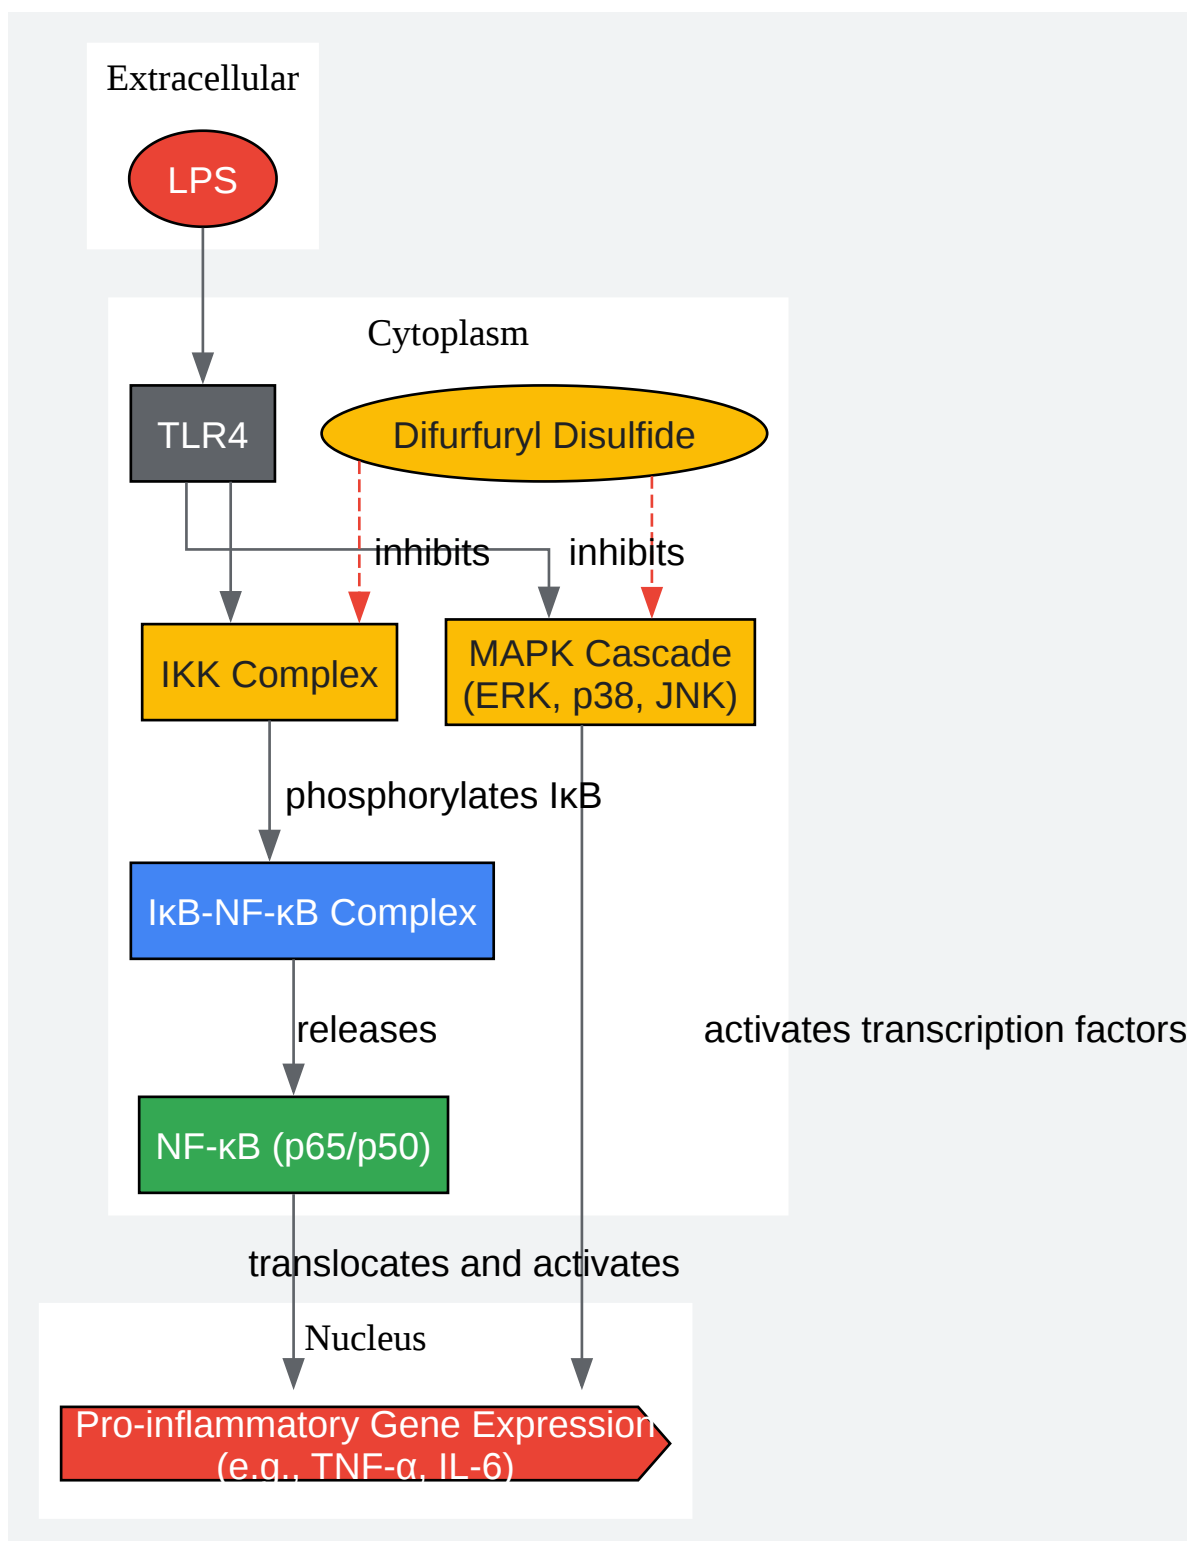 Extracellular
LPS
Cytoplasm
TLR4
Difurfuryl Disulfide
inhibits
inhibits
IKK Complex
MAPK Cascade
(ERK, p38, JNK)
phosphorylates IκB
IκB-NF-κB Complex
releases
activates transcription factors
NF-κB (p65/p50)
translocates and activates
Nucleus
Pro-inflammatory Gene Expression
(e.g., TNF-α, IL-6)